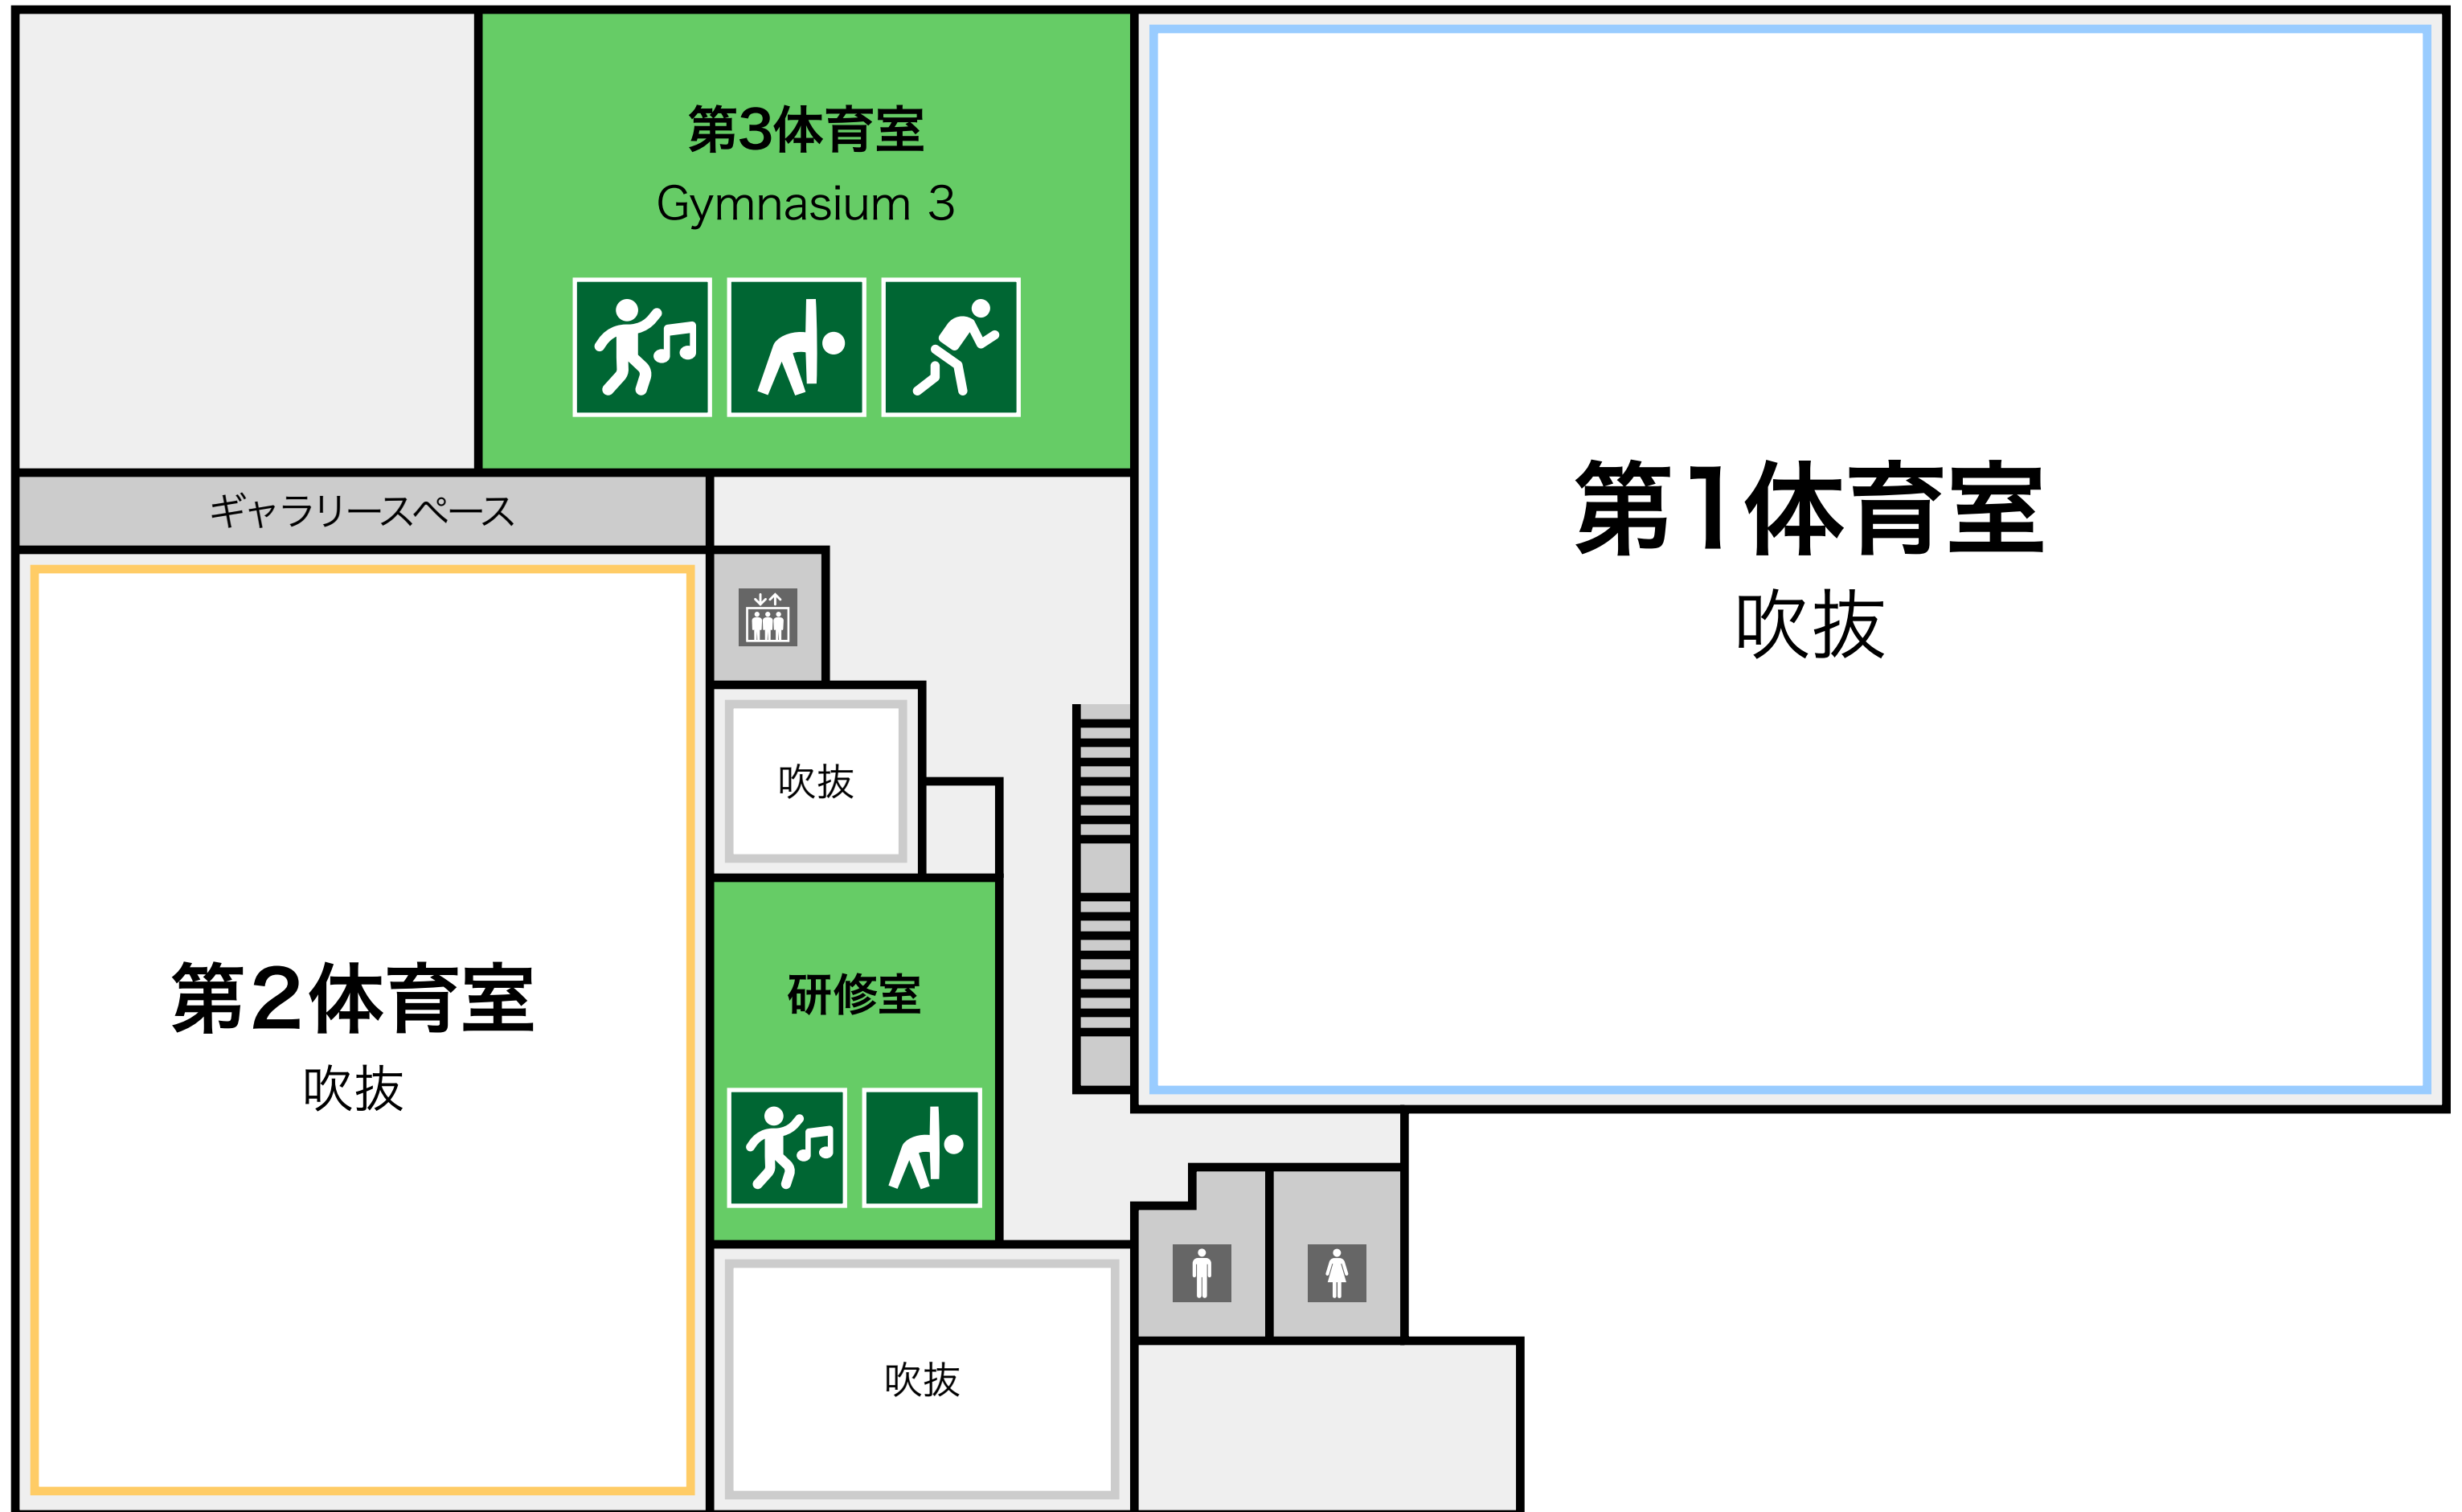 第3体育室
Gymnasium 3
ギャラリースペース
第1体育室
吹抜
吹抜
第2体育室
吹抜
研修室
吹抜